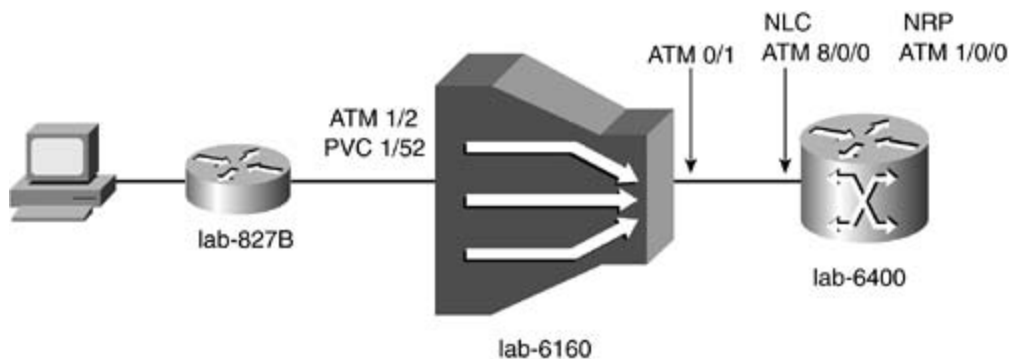 NLC
NRP
ATM 0/1
ATM 8/0/0
ATM 1/0/0
ATM 1/2
PVC 1/52
lab-827B
lab-6400
lab-6160